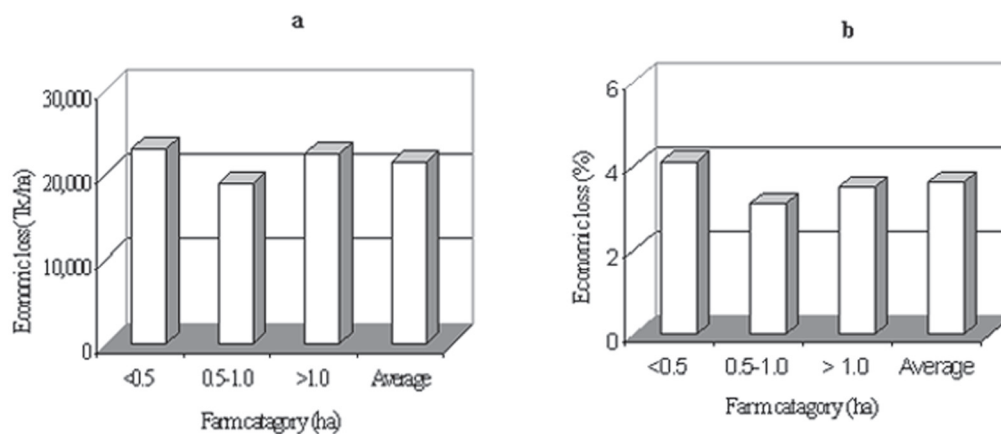 a
Economic loss (Tk/ha)
30,000
20,000
10,000
0
<0.5 0.5-1.0 >1.0 Average
Farm catagory (ha)
b
Economic loss (%)
6
4
2
0
<0.5 0.5-1.0 > 1.0 Average
Farm catagory (ha)